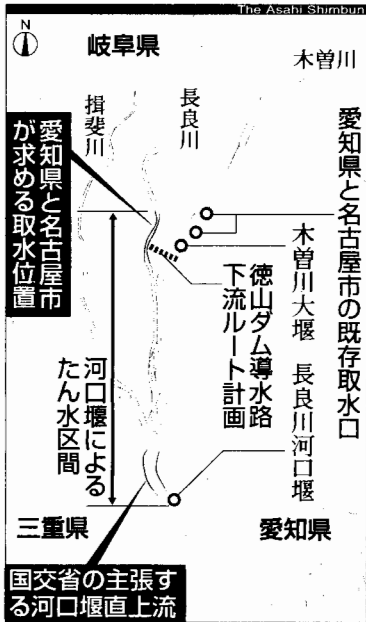 The Asahi Shimbun
N
岐阜県
木曽川
揖斐川
長良川
愛知県と名古屋市
が求める取水位置
愛知県と名古屋市の既存取水口
木曽川大堰
長良川河口堰
徳山ダム導水路
下流ルート計画
河口堰による
たん水区間
三重県
愛知県
国交省の主張す
る河口堰直上流